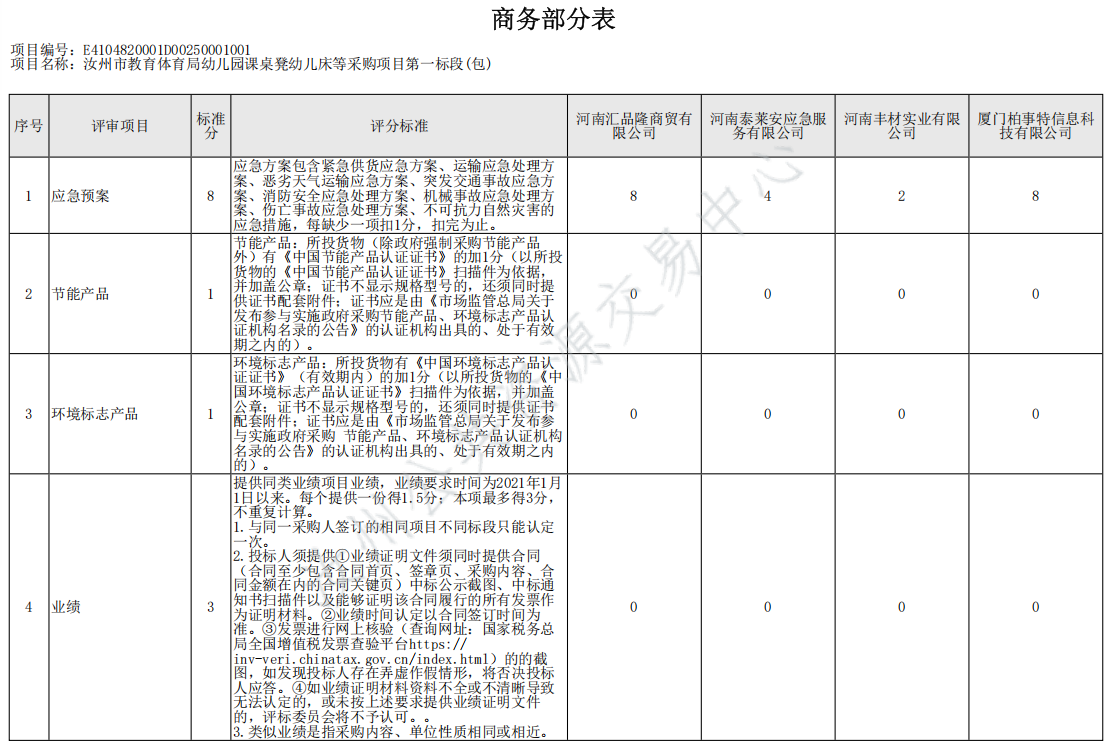 商务部分表
项目编号: E4104820001D00250001001
项目名称: 汝州市教育体育局幼儿园课桌凳幼儿床等采购项目第一标段(包)
序号
评审项目
标准
分
评分标准
河南汇品隆商贸有
限公司
河南泰莱安应急服
务有限公司
河南丰材实业有限
公司
厦门柏事特信息科
技有限公司
1
应急预案
8
应急方案包含紧急供货应急方案、运输应急处理方
案、恶劣天气运输应急方案、突发交通事故应急方
案、消防安全应急处理方案、机械事故应急处理方
案、伤亡事故应急处理方案、不可抗力自然灾害的
应急措施，每缺少一项扣1分，扣完为止。
8
4
2
8
2
节能产品
1
节能产品：所投货物（除政府强制采购节能产品
外）有《中国节能产品认证证书》的加1分（以所投
货物的《中国节能产品认证证书》扫描件为依据，
并加盖公章；证书不显示规格型号的，还须同时提
供证书配套附件；证书应是由《市场监管总局关于
发布参与实施政府采购节能产品、环境标志产品认
证机构名录的公告》的认证机构出具的、处于有效
期之内的）。
0
0
0
0
3
环境标志产品
1
环境标志产品：所投货物有《中国环境标志产品认
证证书》（有效期内）的加1分（以所投货物的《中
国环境标志产品认证证书》扫描件为依据，并加盖
公章；证书不显示规格型号的，还须同时提供证书
配套附件；证书应是由《市场监管总局关于发布参
与实施政府采购 节能产品、环境标志产品认证机构
名录的公告》的认证机构出具的、处于有效期之内
的）。
0
0
0
0
4
业绩
3
提供同类业绩项目业绩，业绩要求时间为2021年1月
1日以来。每个提供一份得1.5分；本项最多得3分，
不重复计算。
1.与同一采购人签订的相同项目不同标段只能认定
一次。
2.投标人须提供①业绩证明文件须同时提供合同
（合同至少包含合同首页、签章页、采购内容、合
同金额在内的合同关键页）中标公示截图、中标通
知书扫描件以及能够证明该合同履行的所有发票作
为证明材料。②业绩时间认定以合同签订时间为
准。③发票进行网上核验（查询网址：国家税务总
局全国增值税发票查验平台https://
inv-veri.chinatax.gov.cn/index.html）的的截
图，如发现投标人存在弄虚作假情形，将否决投标
人应答。④如业绩证明材料资料不全或不清晰导致
无法认定的，或未按上述要求提供业绩证明文件
的，评标委员会将不予认可。。
3.类似业绩是指采购内容、单位性质相同或相近。
0
0
0
0
汝州公共资源交易中心